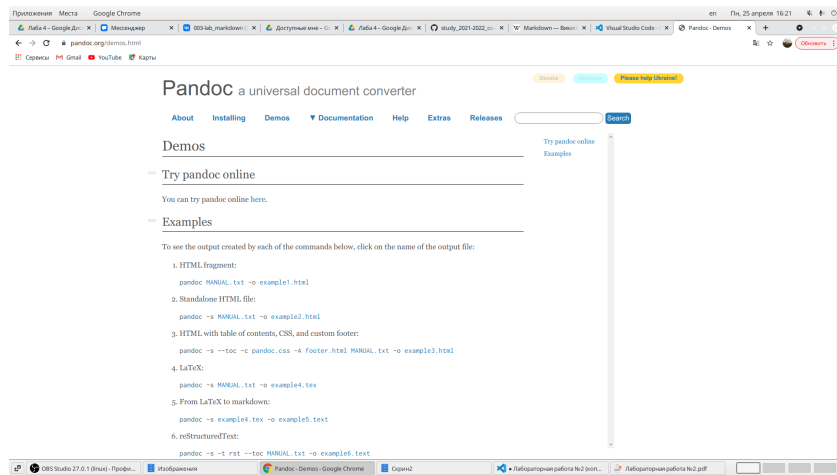 Приложения Места Google Chrome en Пн, 25 апреля 16:21
Лаба 4 – Google Дис Мессенджер 003-lab_markdown Доступные мне – Go Лаба 4 – Google Дис study_2021-2022_co Markdown — Викип Visual Studio Code - Pandoc - Demos
pandoc.org/demos.html Обновить
Сервисы Gmail YouTube Карты
Donate Please help Ukraine!
Pandoc a universal document converter
About Installing Demos ▼ Documentation Help Extras Releases Search
Demos
Try pandoc online
Examples
Try pandoc online
You can try pandoc online here.
Examples
To see the output created by each of the commands below, click on the name of the output file:
1. HTML fragment:
pandoc MANUAL.txt -o example1.html
2. Standalone HTML file:
pandoc -s MANUAL.txt -o example2.html
3. HTML with table of contents, CSS, and custom footer:
pandoc -s --toc -c pandoc.css -A footer.html MANUAL.txt -o example3.html
4. LaTeX:
pandoc -s MANUAL.txt -o example4.tex
5. From LaTeX to markdown:
pandoc -s example4.tex -o example5.text
6. reStructuredText:
pandoc -s -t rst --toc MANUAL.txt -o example6.text
OBS Studio 27.0.1 (linux) - Профи... Изображения Pandoc - Demos - Google Chrome Скрин2 • Лабораторная работа №2 (коп... Лабораторная работа №2.pdf